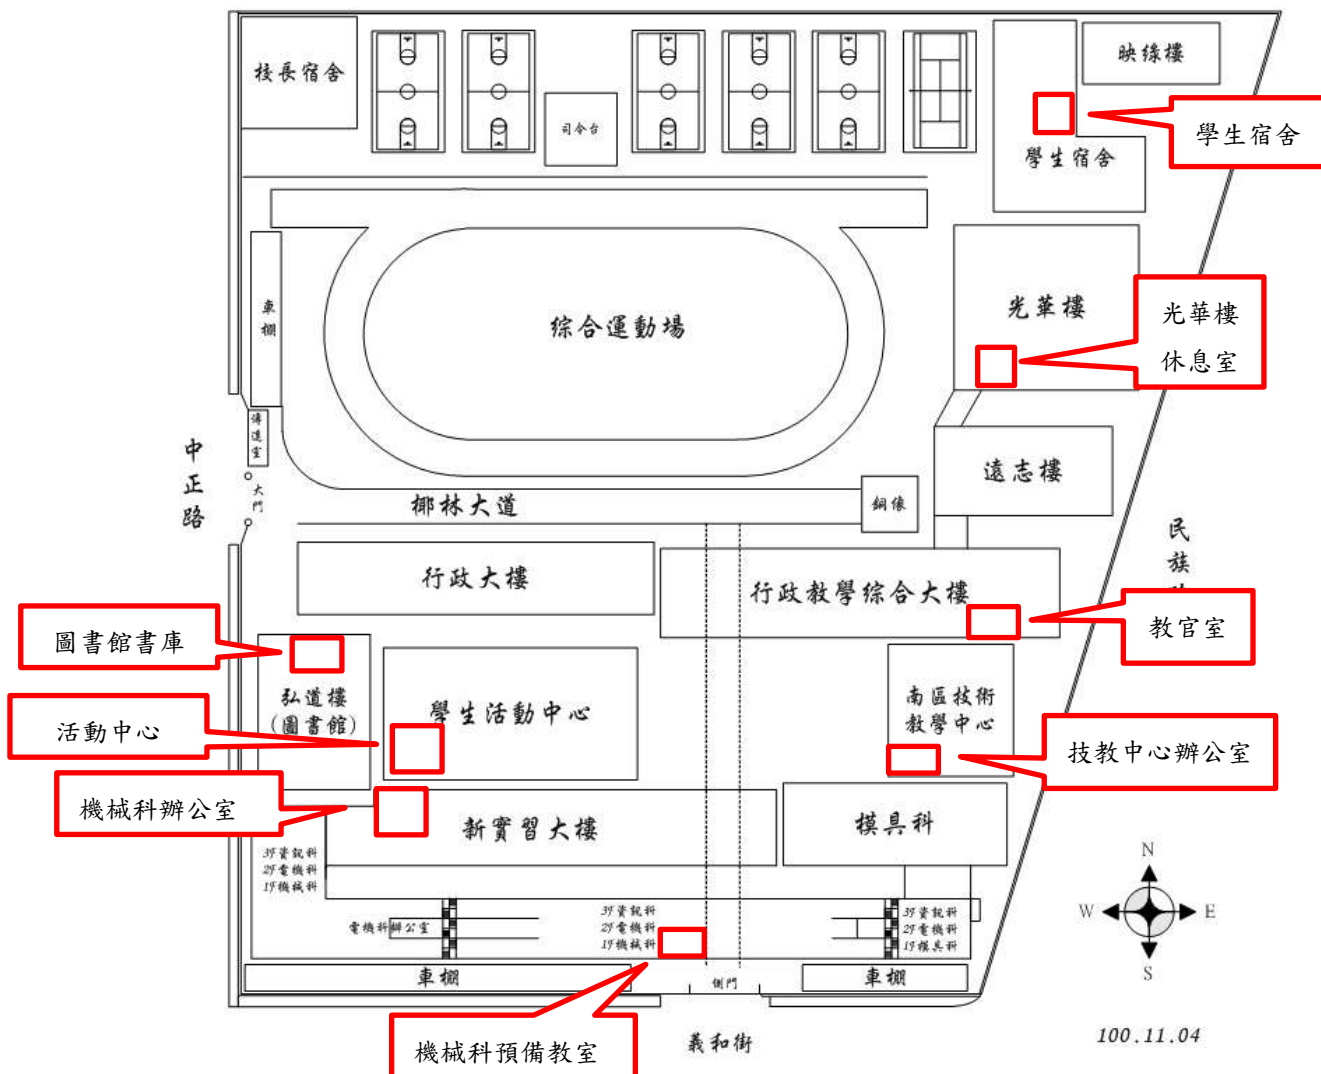 校長宿舍
司令台
映綠樓
學生宿舍
學生宿舍
車棚
綜合運動場
光華樓
光華樓
休息室
傳達室
大門
中正路
椰林大道
銅像
遠志樓
民族
行政大樓
行政教學綜合大樓
教官室
圖書館書庫
弘道樓
(圖書館)
學生活動中心
南區技術
教學中心
活動中心
技教中心辦公室
機械科辦公室
新實習大樓
模具科
3F資訊科
2F電機科
1F機械科
電機科辦公室
3F資訊科
2F電機科
1F機械科
3F資訊科
2F電機科
1F模具科
N
W
E
S
車棚
側門
車棚
機械科預備教室
義和街
100.11.04